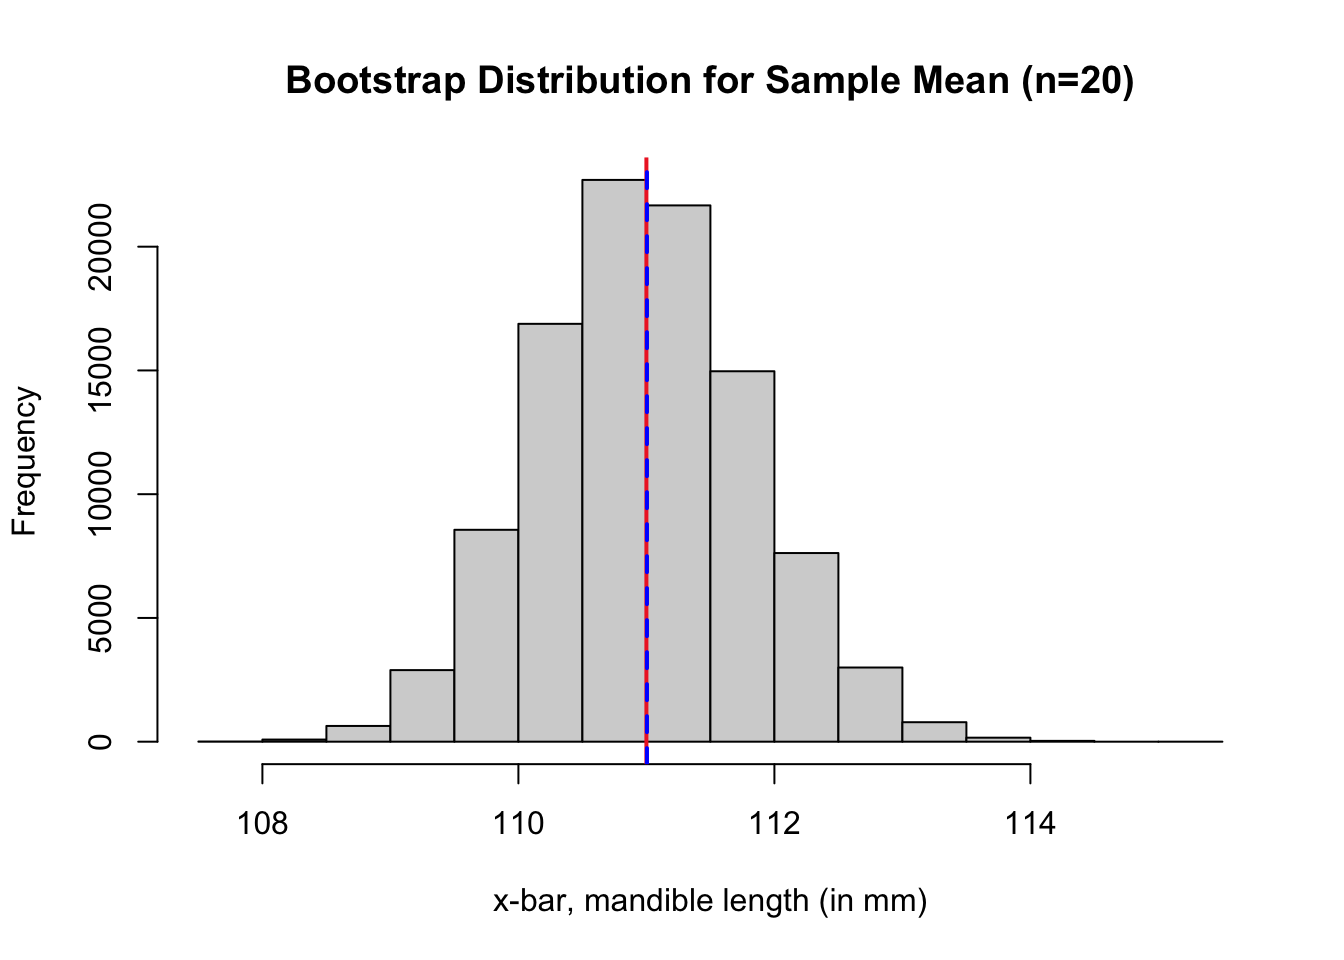 Bootstrap Distribution for Sample Mean (n=20)
Frequency
20000
15000
10000
5000
0
108 110 112 114
x-bar, mandible length (in mm)